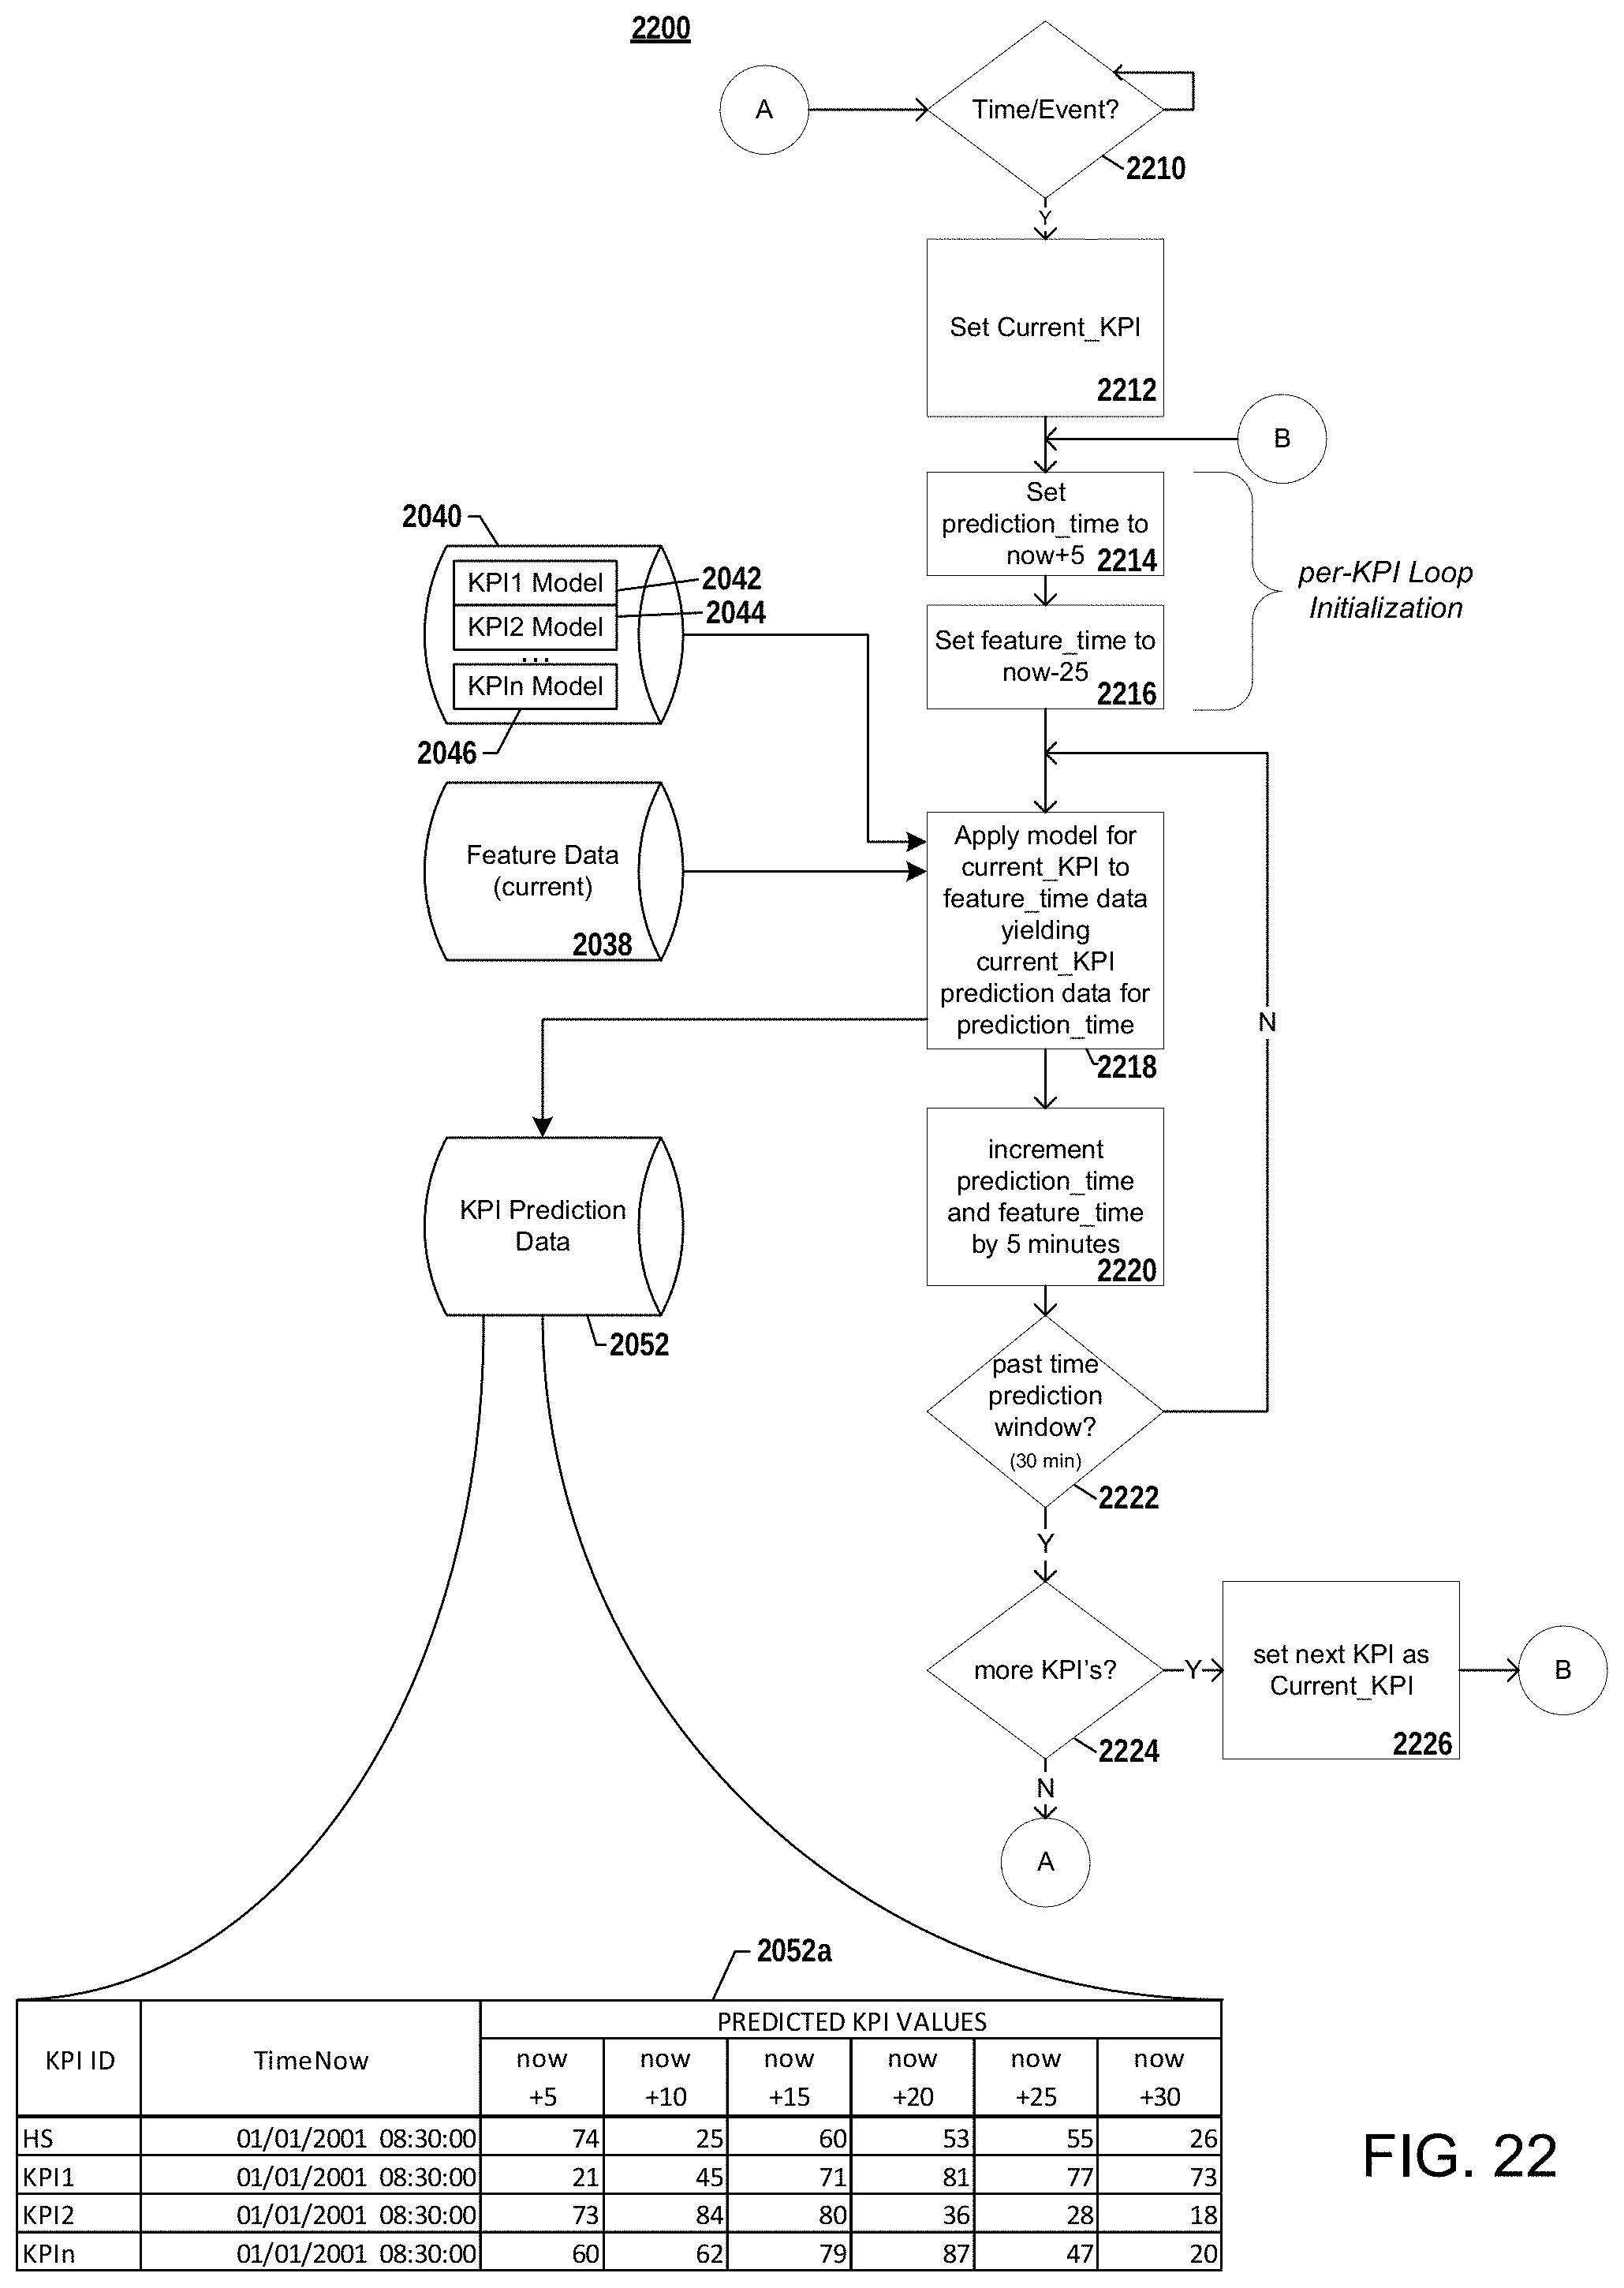 2200
A
Time/Event?
2210
Y
Set Current_KPI
2212
B
Set
prediction_time to
now+5
2214
per-KPI Loop
Initialization
Set feature_time to
now-25
2216
2040
KPI1 Model
2042
KPI2 Model
2044
...
KPIn Model
2046
Feature Data
(current)
2038
Apply model for
current_KPI to
feature_time data
yielding
current_KPI
prediction data for
prediction_time
2218
N
KPI Prediction
Data
2052
increment
prediction_time
and feature_time
by 5 minutes
2220
past time
prediction
window?
(30 min)
2222
Y
more KPI's?
2224
Y
set next KPI as
Current_KPI
2226
B
N
A
2052a
KPI ID TimeNow PREDICTED KPI VALUES
now now now now now now
+5 +10 +15 +20 +25 +30
HS 01/01/2001 08:30:00 74 25 60 53 55 26
KPI1 01/01/2001 08:30:00 21 45 71 81 77 73
KPI2 01/01/2001 08:30:00 73 84 80 36 28 18
KPIn 01/01/2001 08:30:00 60 62 79 87 47 20
FIG. 22